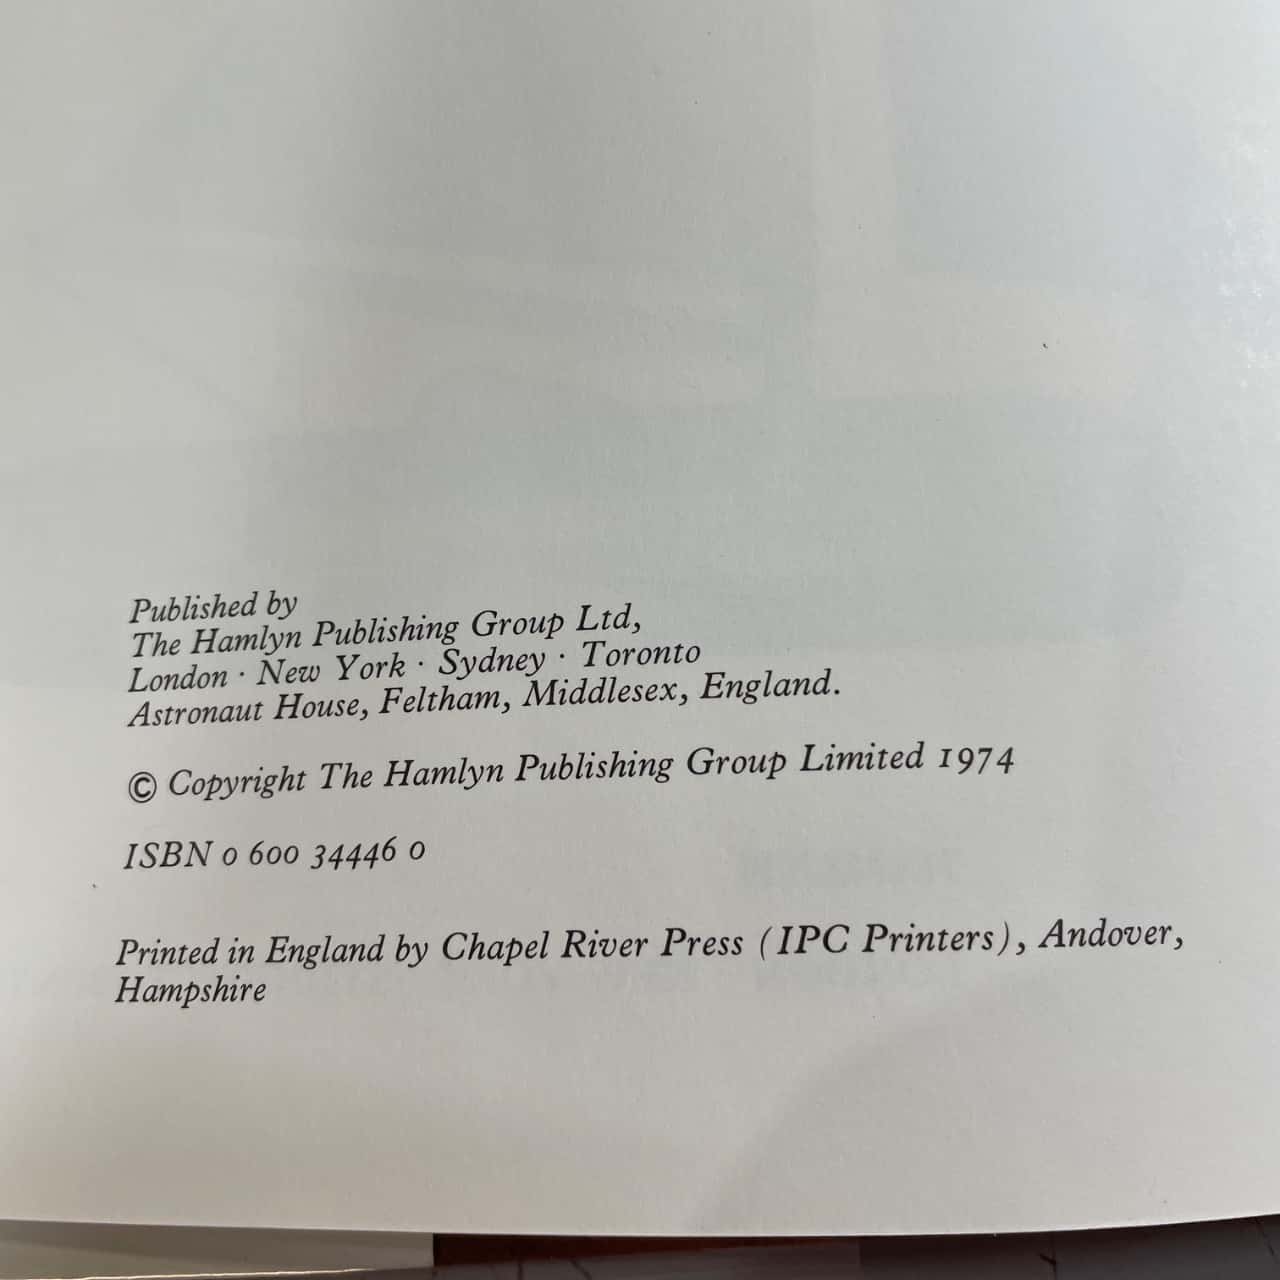 Published by
The Hamlyn Publishing Group Ltd,
London · New York · Sydney · Toronto
Astronaut House, Feltham, Middlesex, England.
© Copyright The Hamlyn Publishing Group Limited 1974
ISBN 0 600 34446 0
Printed in England by Chapel River Press (IPC Printers), Andover,
Hampshire